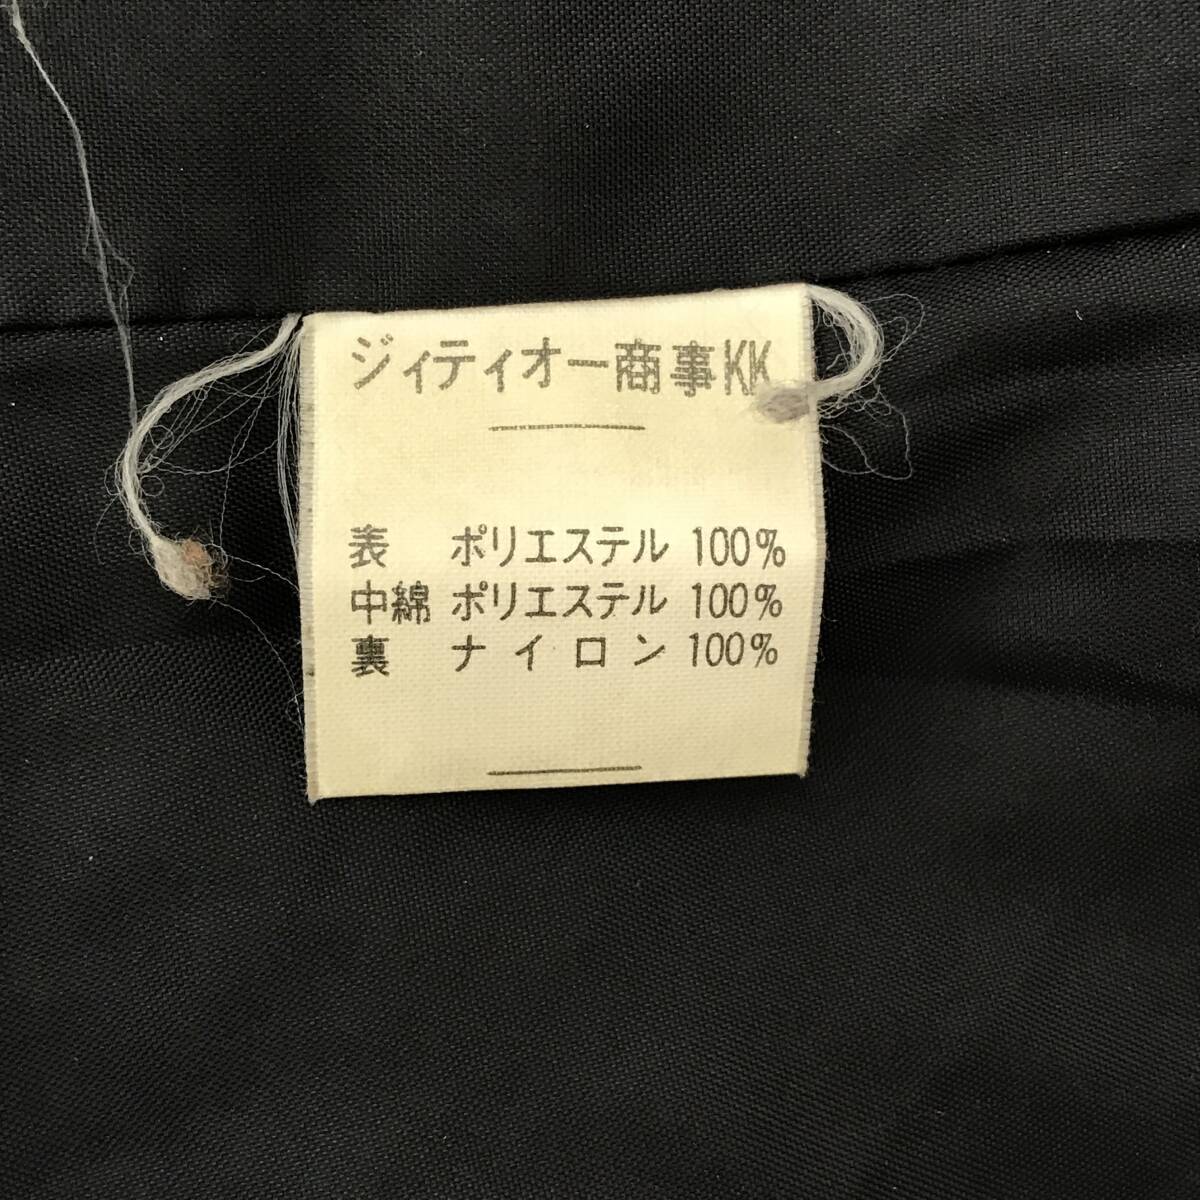 ジィティオー商事KK
表 ポリエステル 100%
中綿 ポリエステル 100%
裏 ナイロン 100%